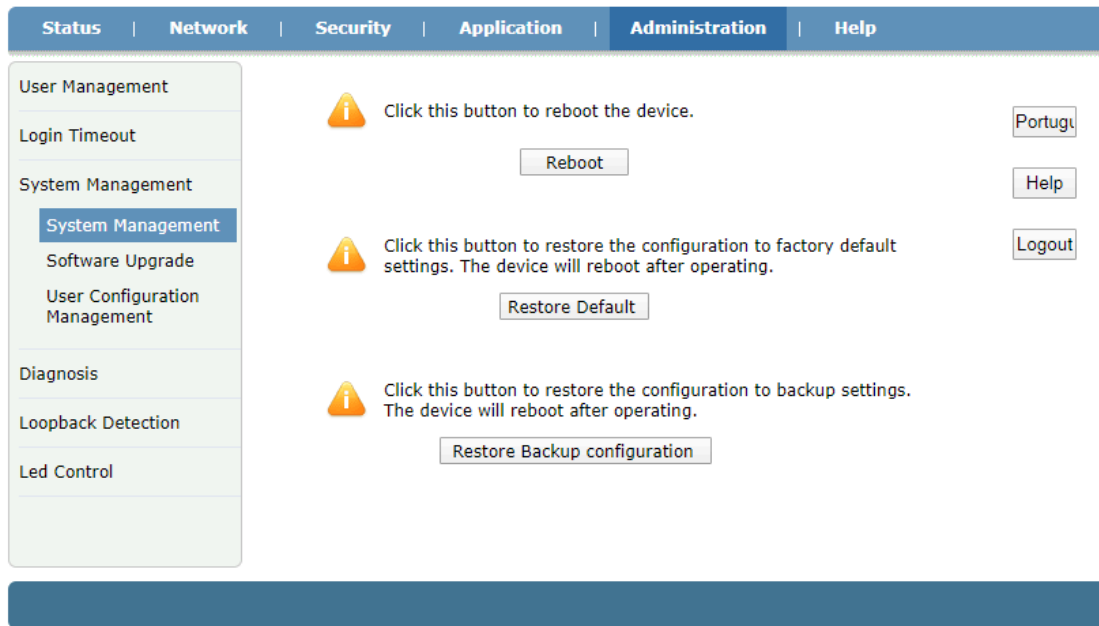 Status | Network | Security | Application | Administration | Help
User Management
Login Timeout
System Management
System Management
Software Upgrade
User Configuration
Management
Diagnosis
Loopback Detection
Led Control
Click this button to reboot the device.
Reboot
Click this button to restore the configuration to factory default
settings. The device will reboot after operating.
Restore Default
Click this button to restore the configuration to backup settings.
The device will reboot after operating.
Restore Backup configuration
Portugu
Help
Logout